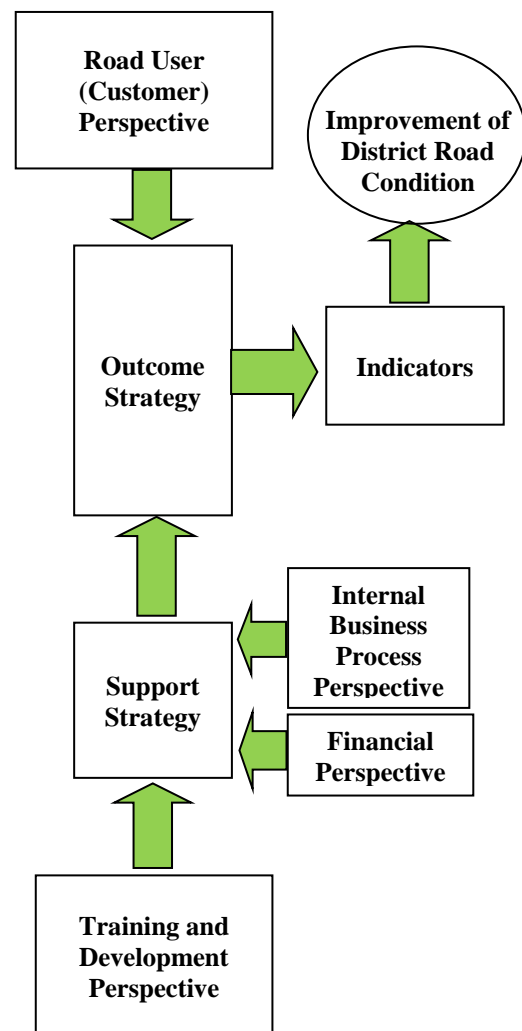 Road User
(Customer)
Perspective
Improvement of
District Road
Condition
Outcome
Strategy
Indicators
Internal
Business
Process
Perspective
Support
Strategy
Financial
Perspective
Training and
Development
Perspective